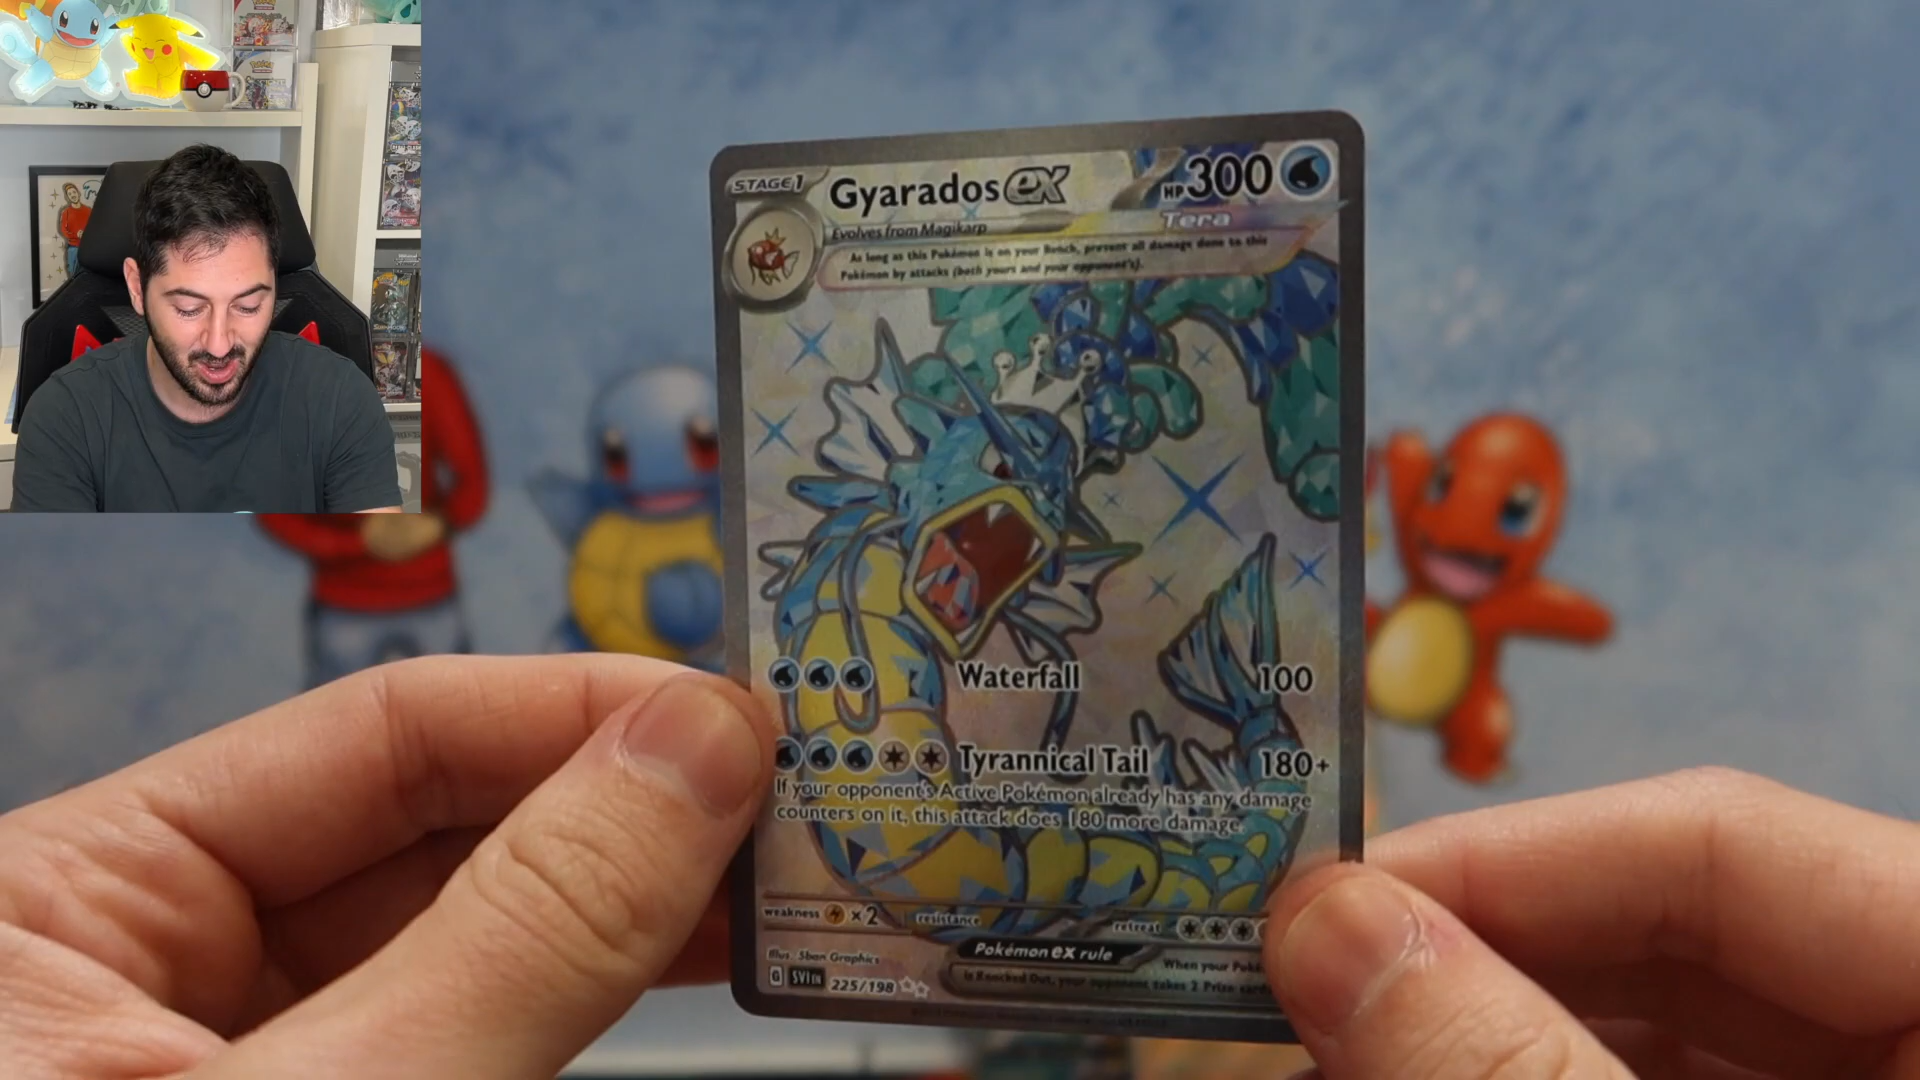 STAGE 1
Gyarados ex
HP 300
Tera
Evolves from Magikarp
As long as this Pokémon is on your Bench, prevent all damage done to this
Pokémon by attacks (both yours and your opponent's).
Waterfall 100
Tyrannical Tail 180+
If your opponent's Active Pokémon already has any damage
counters on it, this attack does 180 more damage.
weakness ×2 resistance retreat
Illus. 5ban Graphics
Pokémon ex rule
When your Poké
is Knocked Out, your opponent takes 2 Prize cards
G SVI EN 225/198